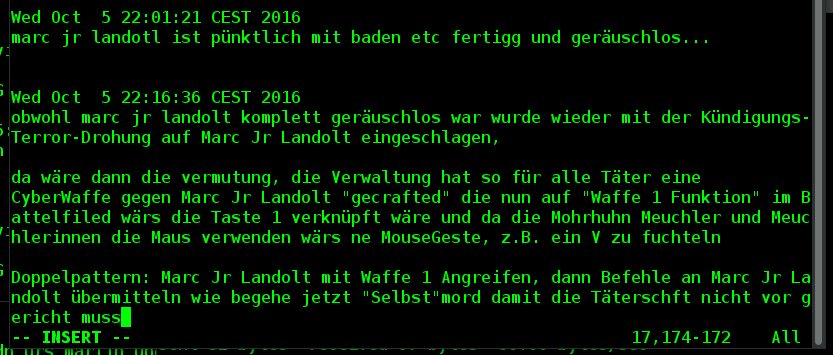 Wed Oct  5 22:01:21 CEST 2016
marc jr landotl ist pünktlich mit baden etc fertigg und geräuschlos...
Wed Oct  5 22:16:36 CEST 2016
obwohl marc jr landolt komplett geräuschlos war wurde wieder mit der Kündigungs-
Terror-Drohung auf Marc Jr Landolt eingeschlagen,
da wäre dann die vermutung, die Verwaltung hat so für alle Täter eine
CyberWaffe gegen Marc Jr Landolt "gecrafted" die nun auf "Waffe 1 Funktion" im B
attelfiled wärs die Taste 1 verknüpft wäre und da die Mohrhuhn Meuchler und Meuc
hlerinnen die Maus verwenden wärs ne MouseGeste, z.B. ein V zu fuchteln
Doppelpattern: Marc Jr Landolt mit Waffe 1 Angreifen, dann Befehle an Marc Jr La
ndolt übermitteln wie begehe jetzt "Selbst"mord damit die Täterschft nicht vor g
ericht muss
-- INSERT -- 17,174-172 All